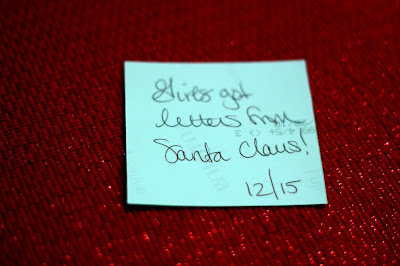 Girls got
letters from
Santa Claus!
12/15